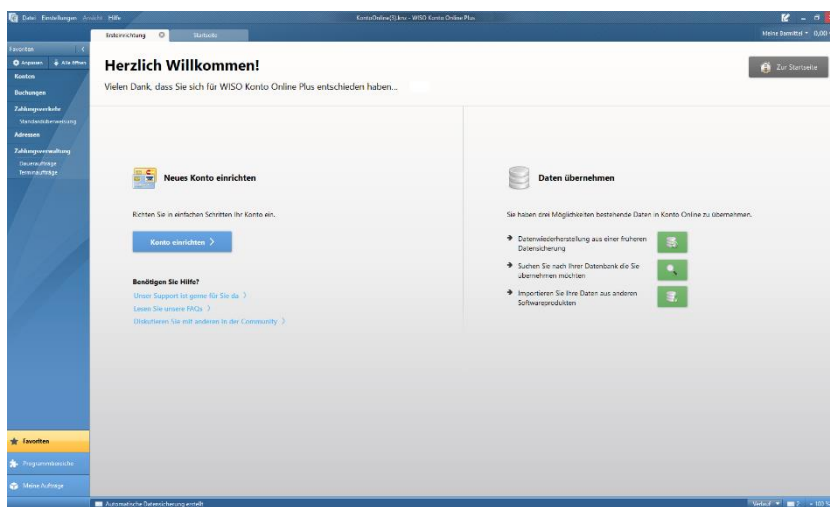 Datei Einstellungen Ansicht Hilfe
KontoOnline(3).knz - WISO Konto Online Plus
Ersteinrichtung
Startseite
Meine Barmittel 0,00
Favoriten
Anpassen Alle öffnen
Konten
Buchungen
Zahlungsverkehr
Standardüberweisung
Adressen
Zahlungsverwaltung
Daueraufträge
Terminaufträge
Herzlich Willkommen!
Vielen Dank, dass Sie sich für WISO Konto Online Plus entschieden haben...
Zur Startseite
Neues Konto einrichten
Richten Sie in einfachen Schritten Ihr Konto ein.
Konto einrichten
Benötigen Sie Hilfe?
Unser Support ist gerne für Sie da
Lesen Sie unsere FAQs
Diskutieren Sie mit anderen in der Community
Daten übernehmen
Sie haben drei Möglichkeiten bestehende Daten in Konto Online zu übernehmen.
Datenwiederherstellung aus einer früheren
Datensicherung
Suchen Sie nach Ihrer Datenbank die Sie
übernehmen möchten
Importieren Sie Ihre Daten aus anderen
Softwareprodukten
Favoriten
Programmbereiche
Meine Aufträge
Automatische Datensicherung erstellt
Verlauf 2 100 %